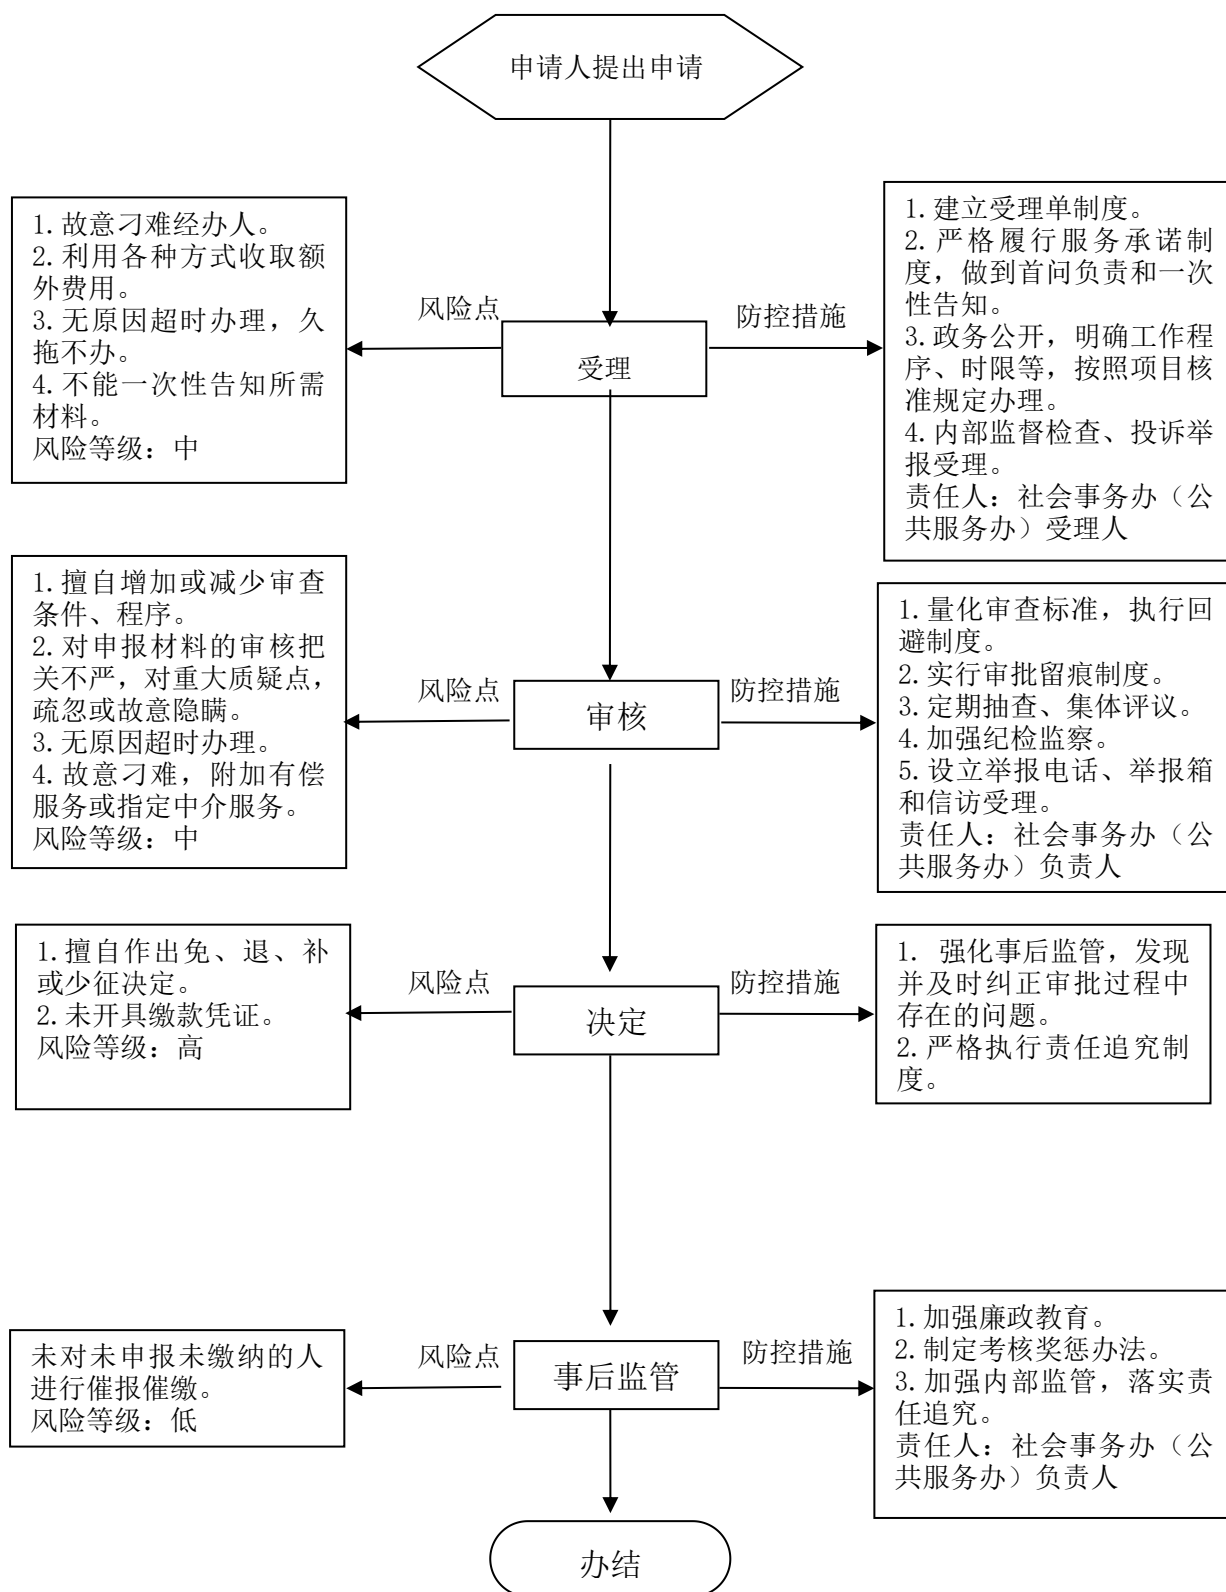 申请人提出申请
1.故意刁难经办人。
2.利用各种方式收取额
外费用。
3.无原因超时办理，久
拖不办。
4.不能一次性告知所需
材料。
风险等级：中
风险点
受理
防控措施
1.建立受理单制度。
2.严格履行服务承诺制
度，做到首问负责和一次
性告知。
3.政务公开，明确工作程
序、时限等，按照项目核
准规定办理。
4.内部监督检查、投诉举
报受理。
责任人：社会事务办（公
共服务办）受理人
1.擅自增加或减少审查
条件、程序。
2.对申报材料的审核把
关不严，对重大质疑点，
疏忽或故意隐瞒。
3.无原因超时办理。
4.故意刁难，附加有偿
服务或指定中介服务。
风险等级：中
风险点
审核
防控措施
1.量化审查标准，执行回
避制度。
2.实行审批留痕制度。
3.定期抽查、集体评议。
4.加强纪检监察。
5.设立举报电话、举报箱
和信访受理。
责任人：社会事务办（公
共服务办）负责人
1.擅自作出免、退、补
或少征决定。
2.未开具缴款凭证。
风险等级：高
风险点
决定
防控措施
1. 强化事后监管，发现
并及时纠正审批过程中
存在的问题。
2.严格执行责任追究制
度。
未对未申报未缴纳的人
进行催报催缴。
风险等级：低
风险点
事后监管
防控措施
1.加强廉政教育。
2.制定考核奖惩办法。
3.加强内部监管，落实责
任追究。
责任人：社会事务办（公
共服务办）负责人
办结